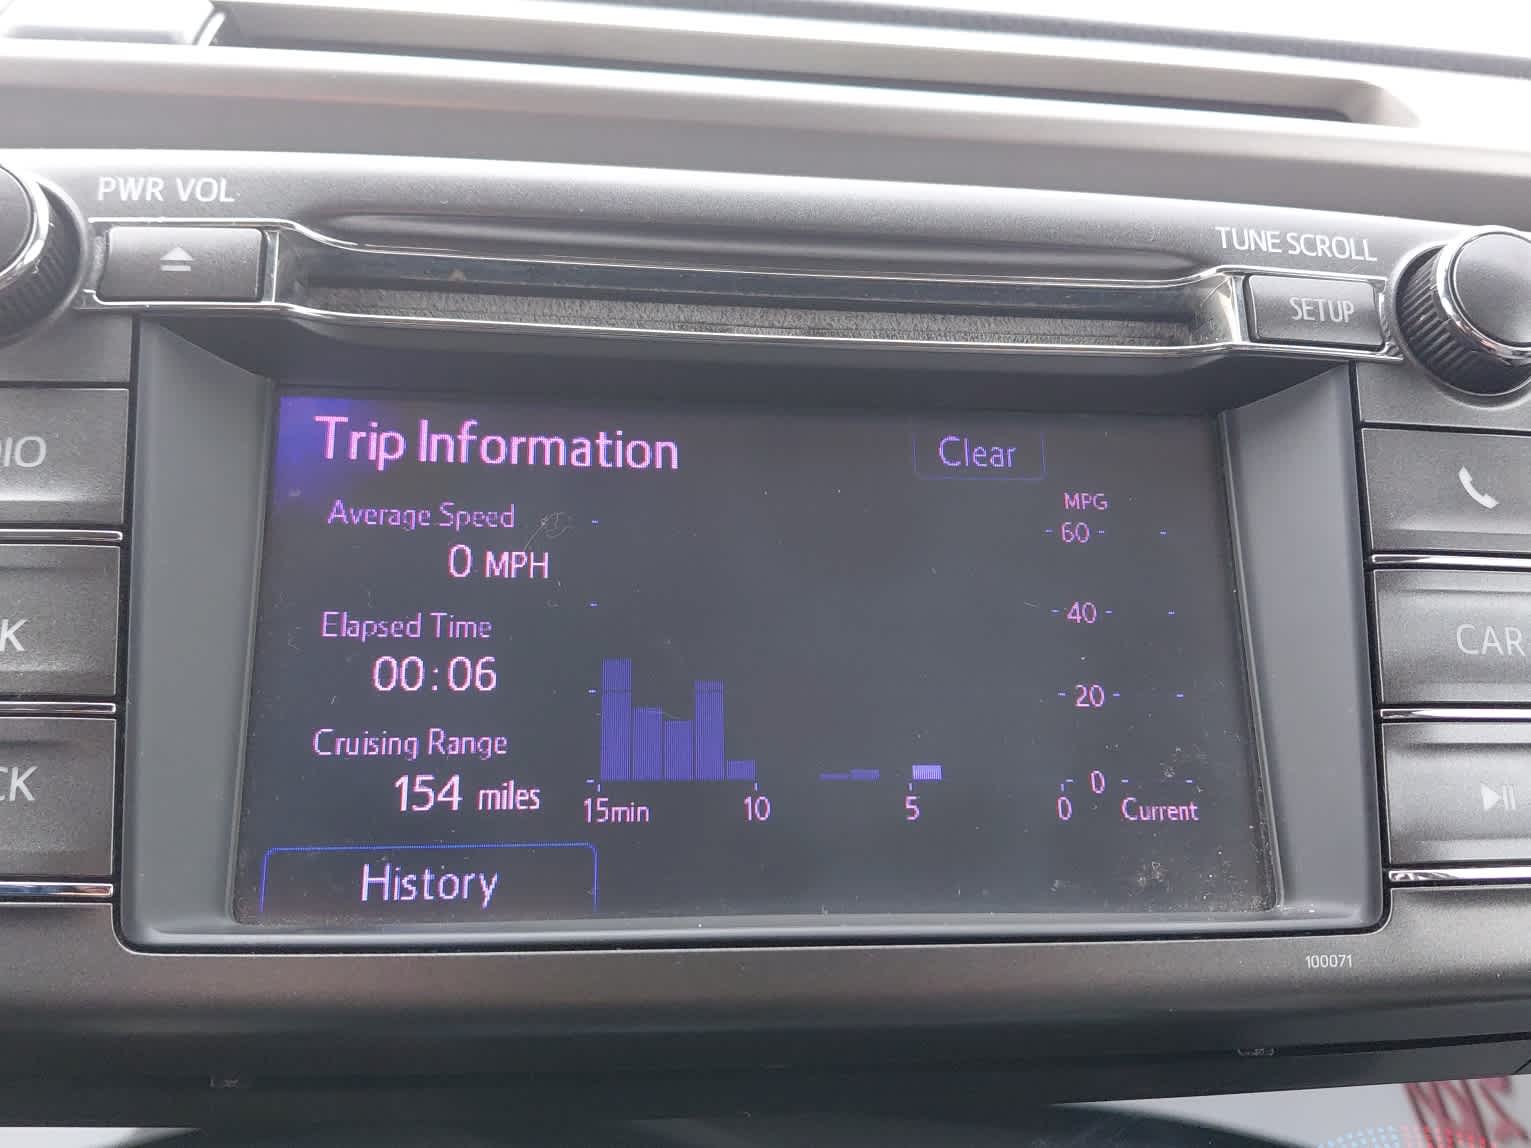 PWR VOL
TUNE SCROLL
SETUP
Trip Information
Clear
Average Speed
0 MPH
MPG
60
40
20
0
Elapsed Time
00:06
Cruising Range
154 miles
15min 10 5 0 Current
History
CAR
100071